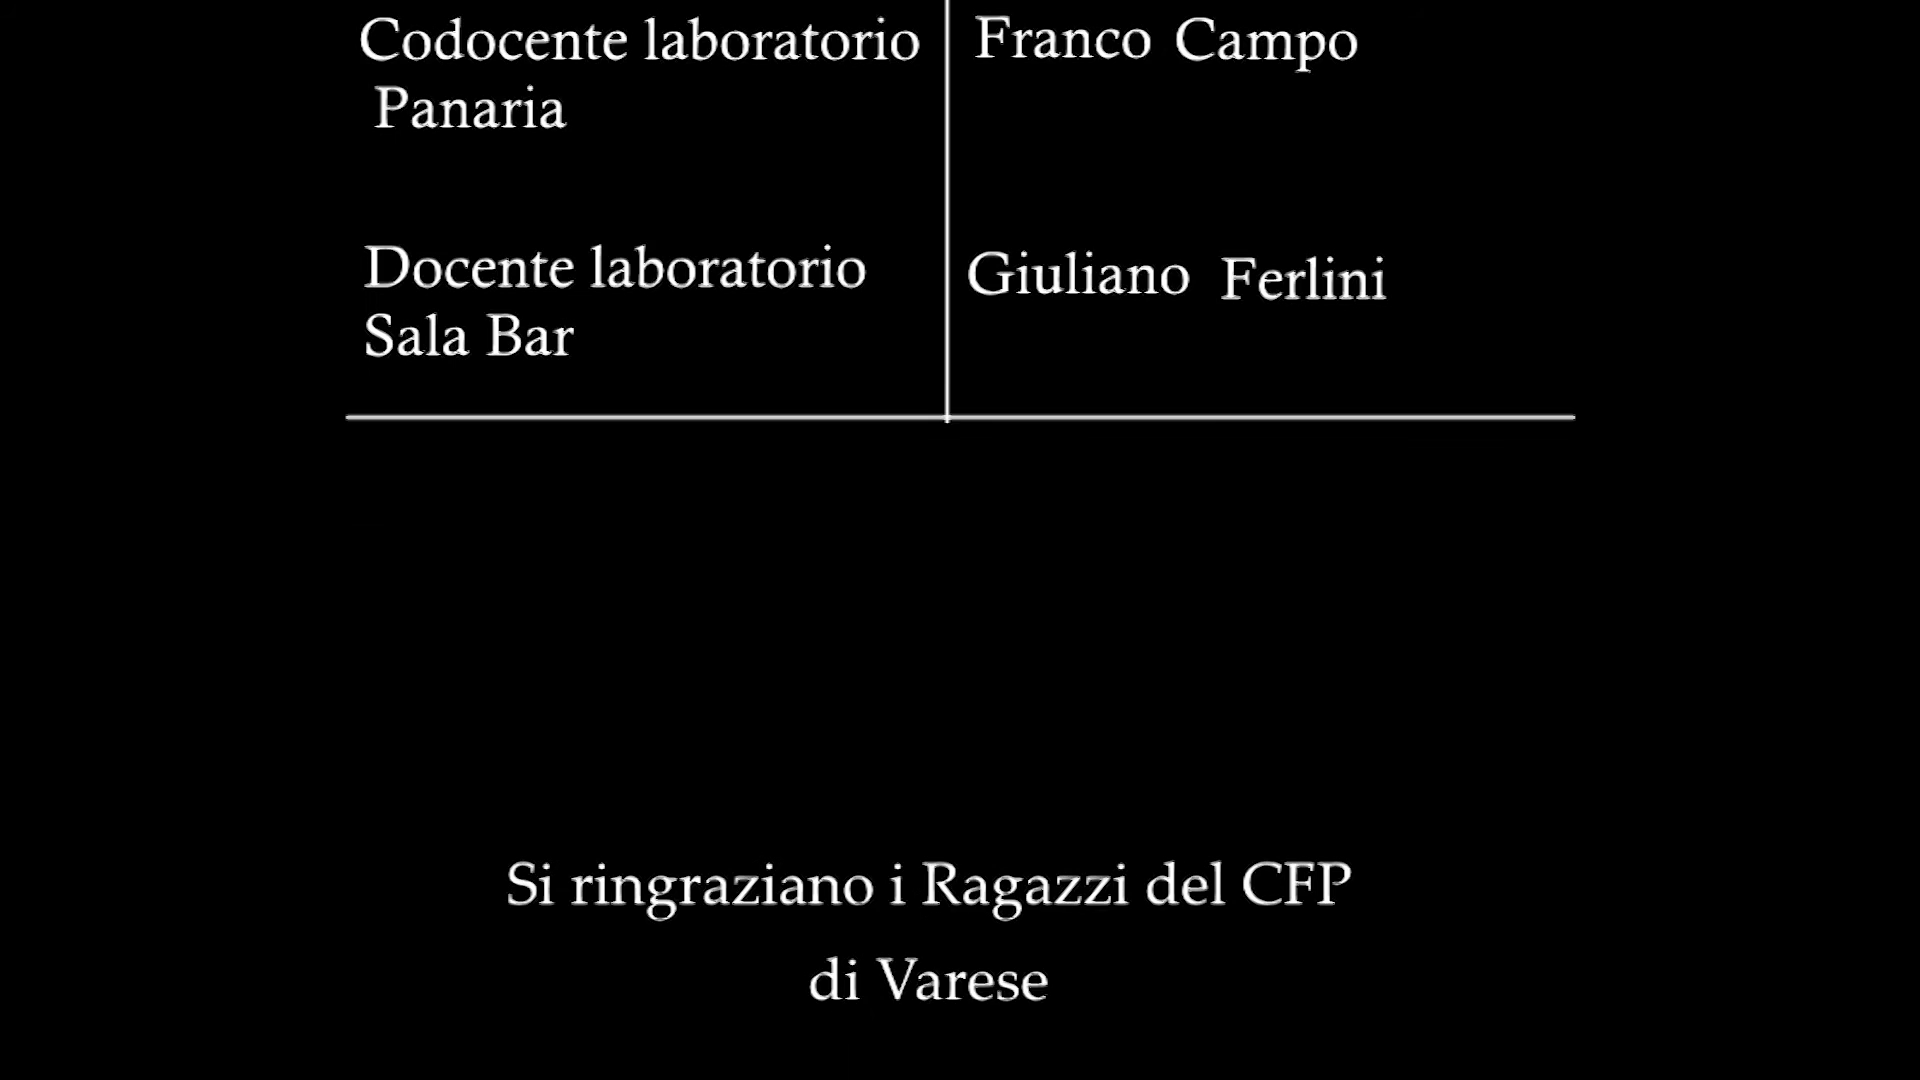 Codocente laboratorio Franco Campo
Panaria
Docente laboratorio Giuliano Ferlini
Sala Bar
Si ringraziano i Ragazzi del CFP
di Varese